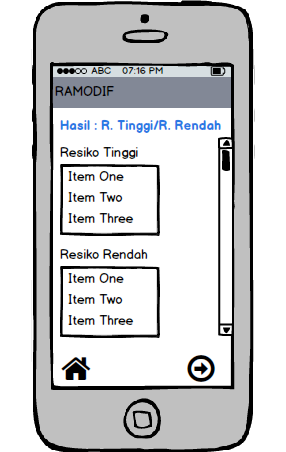 ABC 07:16 PM
RAMODIF
Hasil : R. Tinggi/R. Rendah
Resiko Tinggi
Item One
Item Two
Item Three
Resiko Rendah
Item One
Item Two
Item Three